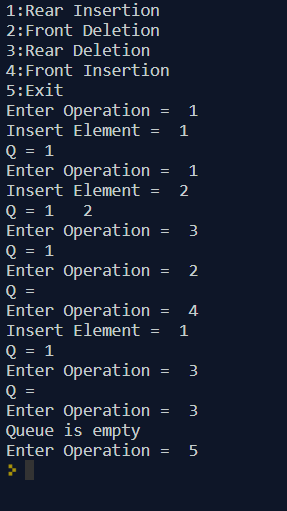 1:Rear Insertion
2:Front Deletion
3:Rear Deletion
4:Front Insertion
5:Exit
Enter Operation =  1
Insert Element =  1
Q = 1
Enter Operation =  1
Insert Element =  2
Q = 1   2
Enter Operation =  3
Q = 1
Enter Operation =  2
Q =
Enter Operation =  4
Insert Element =  1
Q = 1
Enter Operation =  3
Q =
Enter Operation =  3
Queue is empty
Enter Operation =  5
>